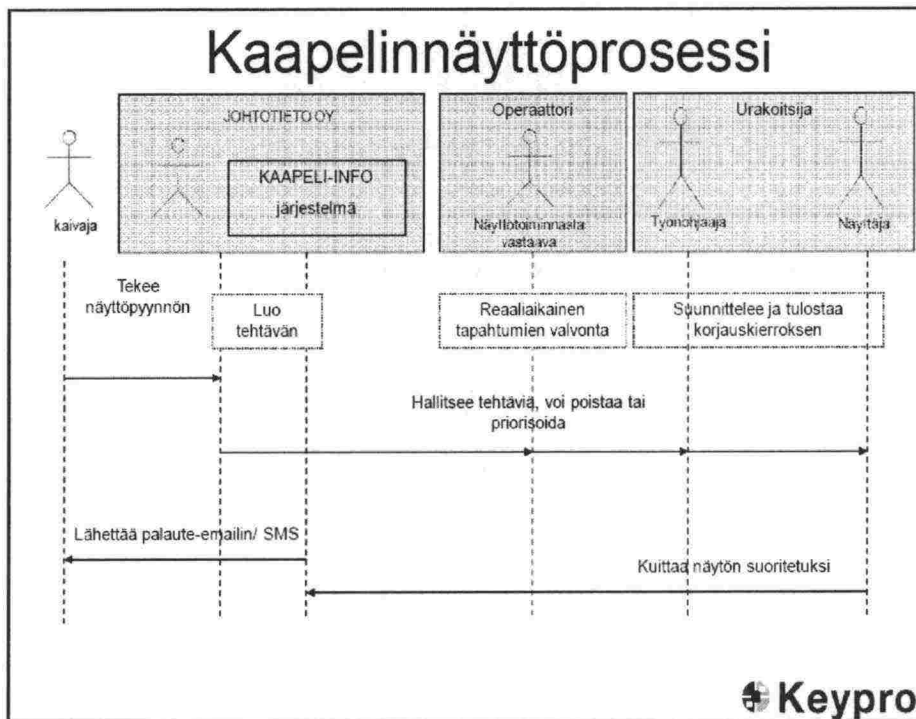 Kaapelinnäyttöprosessi
JOHTOTIETO OY
KAAPELI-INFO
järjestelmä
Operaattori
Urakoitsija
kaivaja
Näyttötoiminnasta
vastaava
Työnohjaaja
Näyttäjä
Tekee
näyttöpyynnön
Luo
tehtävän
Reaaliaikainen
tapahtumien valvonta
Suunnittelee ja tulostaa
korjauskierroksen
Hallitsee tehtäviä, voi poistaa tai
priorisoida
Lähettää palaute-emailin/ SMS
Kuittaa näytön suoritetuksi
Keypro